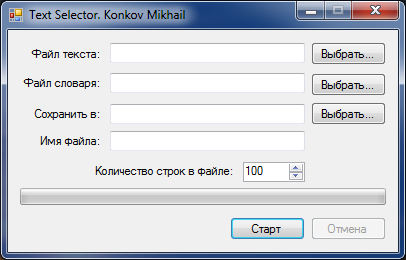 Text Selector. Konkov Mikhail
Файл текста: Выбрать...
Файл словаря: Выбрать...
Сохранить в: Выбрать...
Имя файла:
Количество строк в файле: 100
Старт Отмена